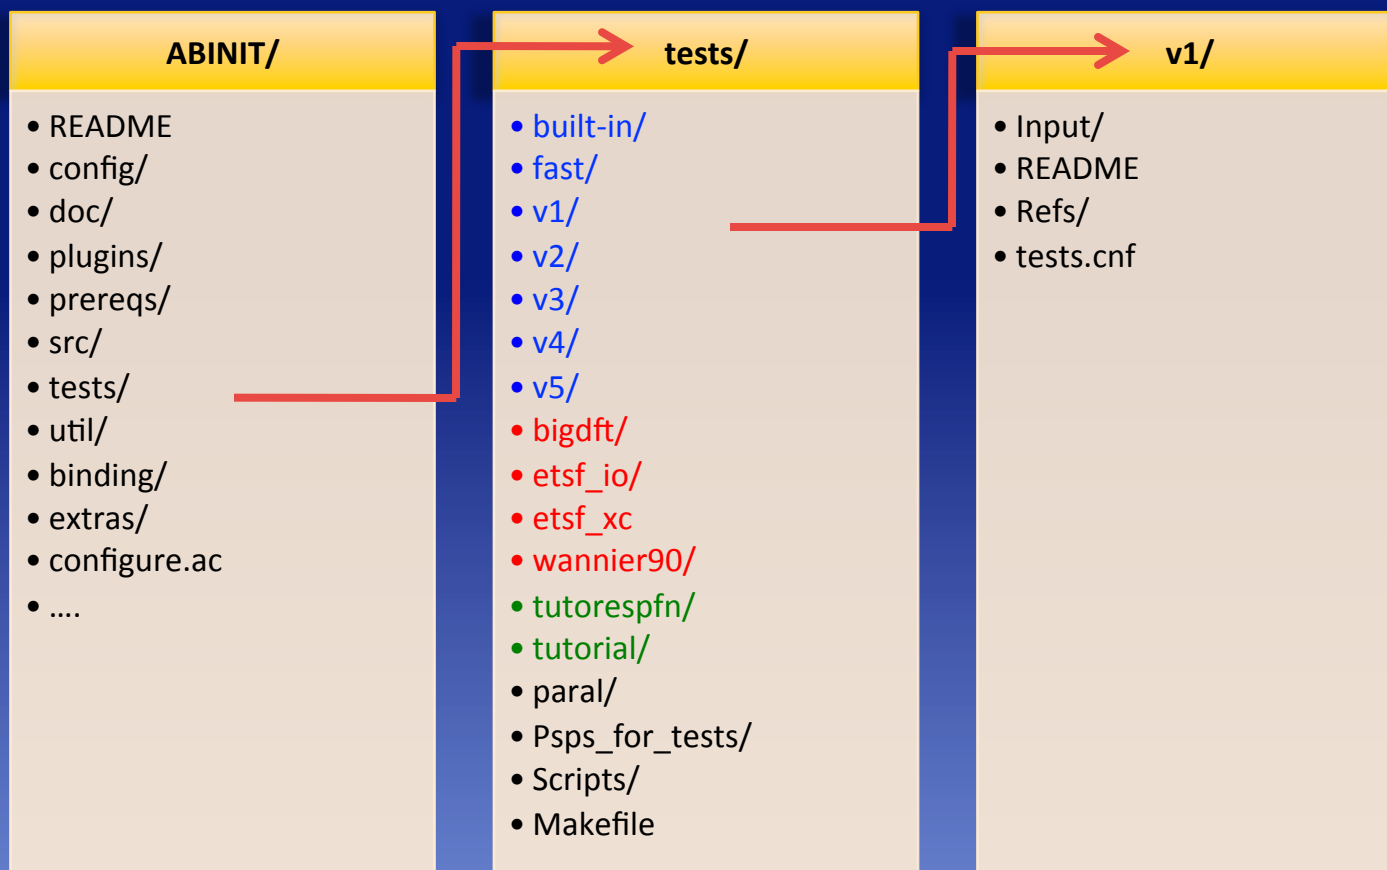 ABINIT/
• README
• config/
• doc/
• plugins/
• prereqs/
• src/
• tests/
• util/
• binding/
• extras/
• configure.ac
• ....
tests/
• built-in/
• fast/
• v1/
• v2/
• v3/
• v4/
• v5/
• bigdft/
• etsf_io/
• etsf_xc
• wannier90/
• tutorespfn/
• tutorial/
• paral/
• Psps_for_tests/
• Scripts/
• Makefile
v1/
• Input/
• README
• Refs/
• tests.cnf